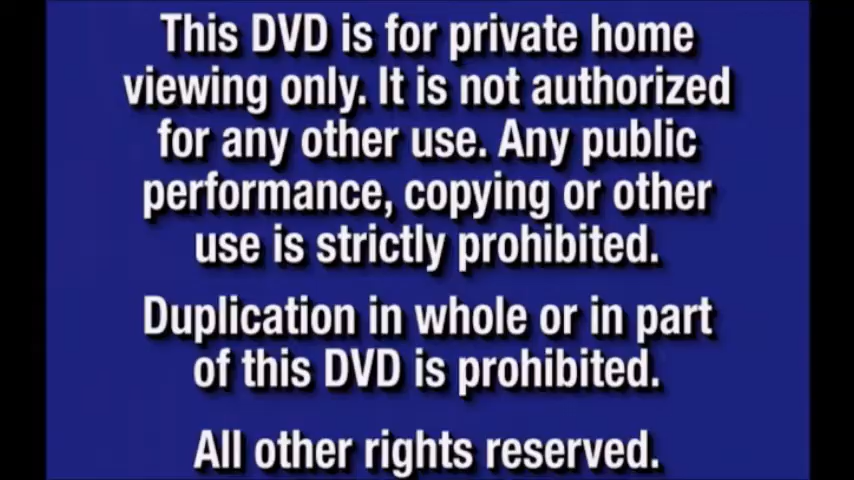 This DVD is for private home
viewing only. It is not authorized
for any other use. Any public
performance, copying or other
use is strictly prohibited.
Duplication in whole or in part
of this DVD is prohibited.
All other rights reserved.